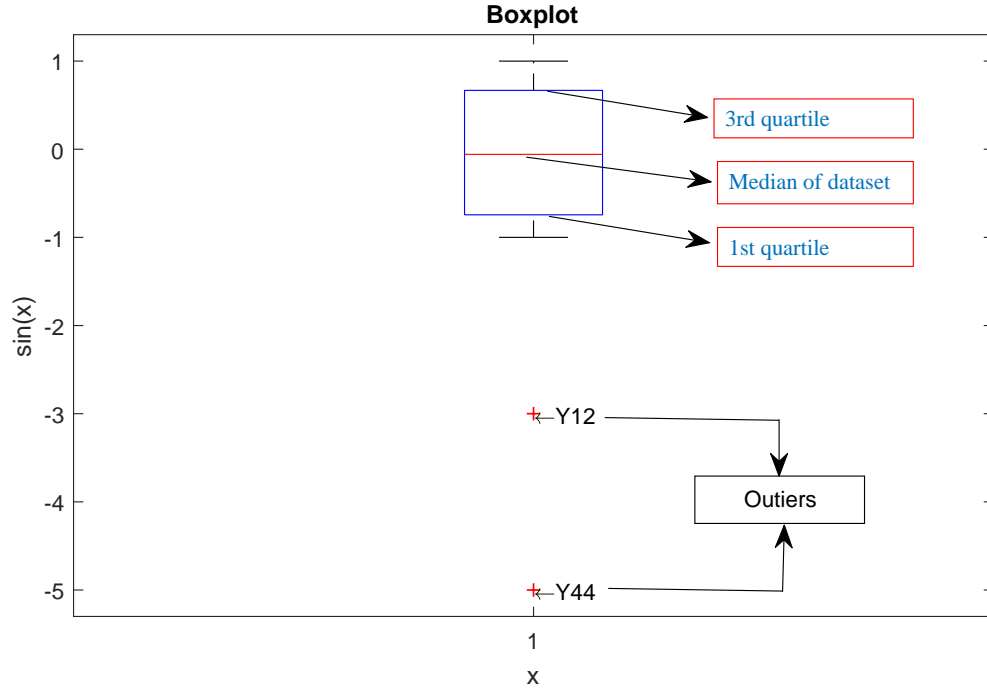 Boxplot
1
0
-1
-2
-3
-4
-5
sin(x)
3rd quartile
Median of dataset
1st quartile
←Y12
Outiers
←Y44
1
x